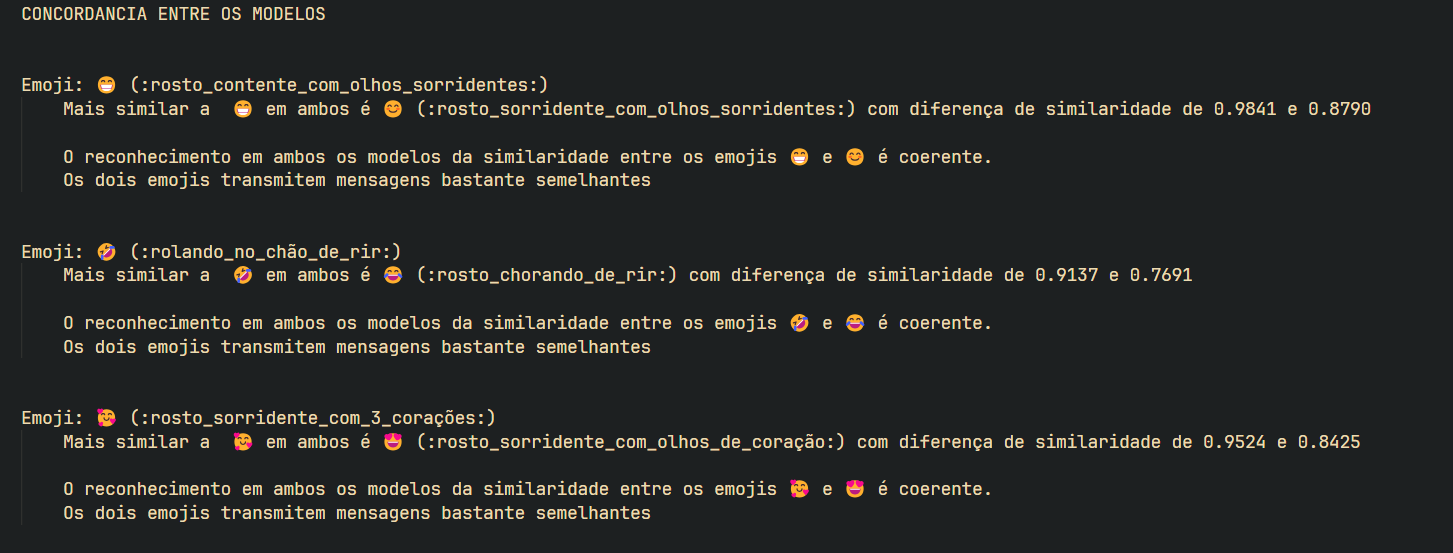 CONCORDANCIA ENTRE OS MODELOS
Emoji: 😁 (:rosto_contente_com_olhos_sorridentes:)
Mais similar a 😁 em ambos é 😊 (:rosto_sorridente_com_olhos_sorridentes:) com diferença de similaridade de 0.9841 e 0.8790
O reconhecimento em ambos os modelos da similaridade entre os emojis 😁 e 😊 é coerente.
Os dois emojis transmitem mensagens bastante semelhantes
Emoji: 🤣 (:rolando_no_chão_de_rir:)
Mais similar a 🤣 em ambos é 😂 (:rosto_chorando_de_rir:) com diferença de similaridade de 0.9137 e 0.7691
O reconhecimento em ambos os modelos da similaridade entre os emojis 🤣 e 😂 é coerente.
Os dois emojis transmitem mensagens bastante semelhantes
Emoji: 🥰 (:rosto_sorridente_com_3_corações:)
Mais similar a 🥰 em ambos é 😍 (:rosto_sorridente_com_olhos_de_coração:) com diferença de similaridade de 0.9524 e 0.8425
O reconhecimento em ambos os modelos da similaridade entre os emojis 🥰 e 😍 é coerente.
Os dois emojis transmitem mensagens bastante semelhantes